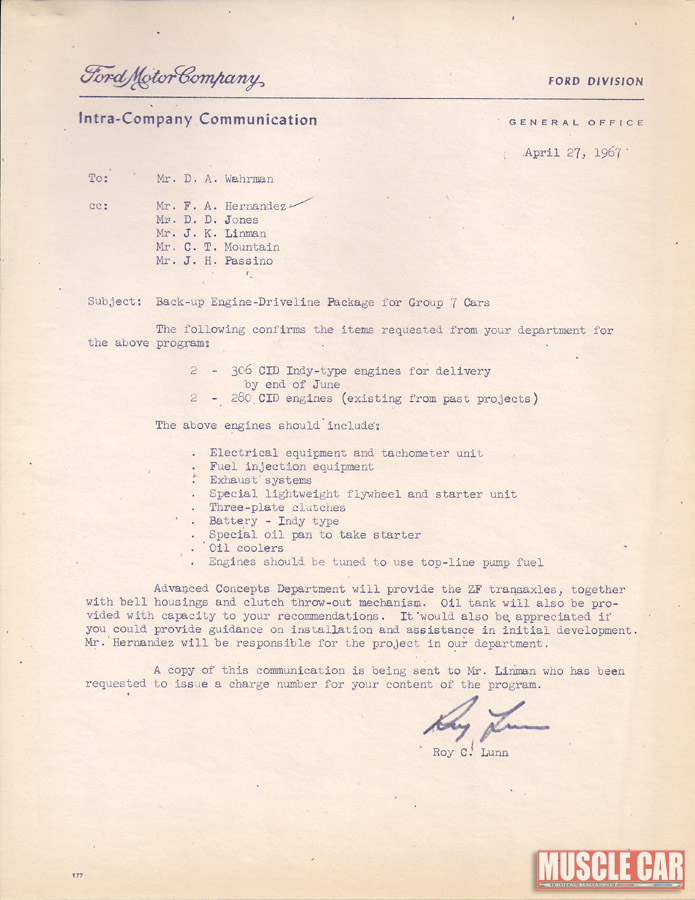 Ford Motor Company
FORD DIVISION
Intra-Company Communication
GENERAL OFFICE
April 27, 1967
To: Mr. D. A. Wahrman
cc: Mr. F. A. Hernandez
Mr. D. D. Jones
Mr. J. K. Linman
Mr. C. T. Mountain
Mr. J. H. Passino
Subject: Back-up Engine-Driveline Package for Group 7 Cars
The following confirms the items requested from your department for
the above program:
2 - 306 CID Indy-type engines for delivery
by end of June
2 - 280 CID engines (existing from past projects)
The above engines should include:
. Electrical equipment and tachometer unit
. Fuel injection equipment
. Exhaust systems
. Special lightweight flywheel and starter unit
. Three-plate clutches
. Battery - Indy type
. Special oil pan to take starter
. Oil coolers
. Engines should be tuned to use top-line pump fuel
Advanced Concepts Department will provide the ZF transaxles, together
with bell housings and clutch throw-out mechanism. Oil tank will also be pro-
vided with capacity to your recommendations. It would also be appreciated if
you could provide guidance on installation and assistance in initial development.
Mr. Hernandez will be responsible for the project in our department.
A copy of this communication is being sent to Mr. Linman who has been
requested to issue a charge number for your content of the program.
Roy Lunn
Roy C. Lunn
177
MUSCLE CAR